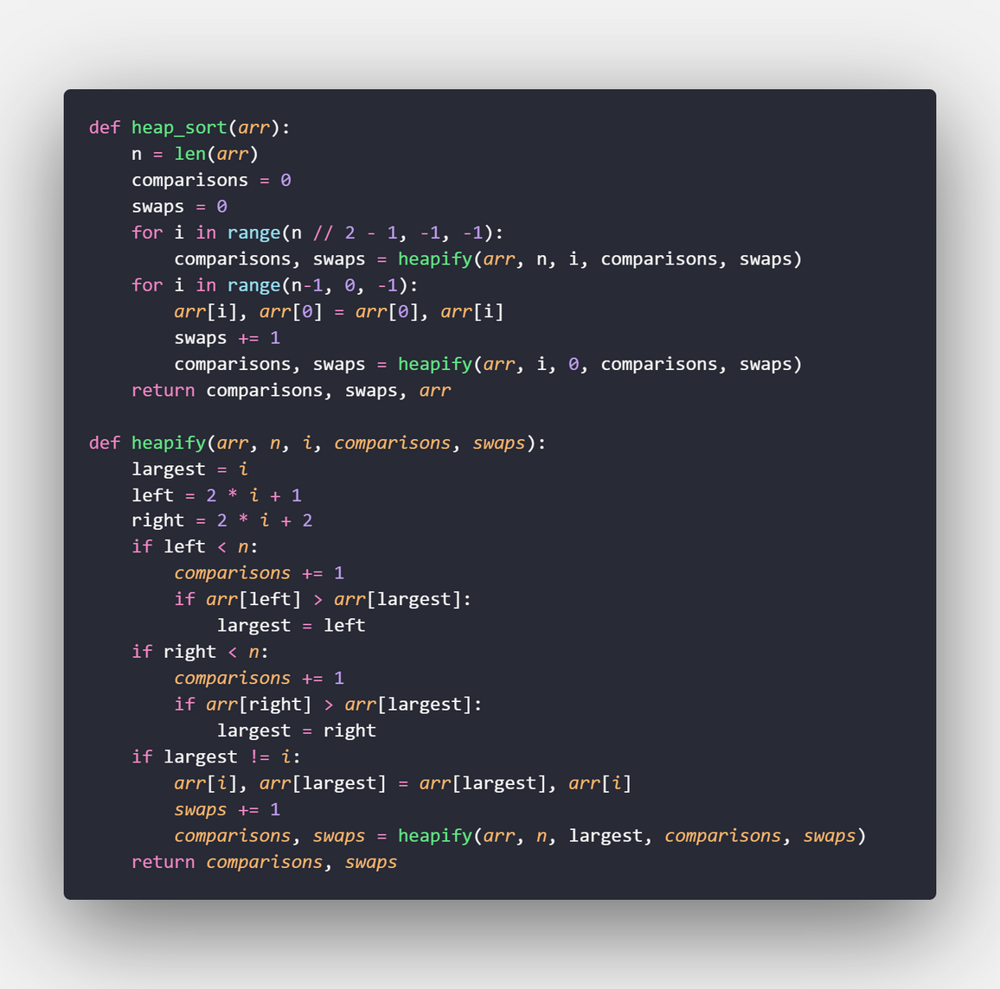 def heap_sort(arr):
    n = len(arr)
    comparisons = 0
    swaps = 0
    for i in range(n // 2 - 1, -1, -1):
        comparisons, swaps = heapify(arr, n, i, comparisons, swaps)
    for i in range(n-1, 0, -1):
        arr[i], arr[0] = arr[0], arr[i]
        swaps += 1
        comparisons, swaps = heapify(arr, i, 0, comparisons, swaps)
    return comparisons, swaps, arr

def heapify(arr, n, i, comparisons, swaps):
    largest = i
    left = 2 * i + 1
    right = 2 * i + 2
    if left < n:
        comparisons += 1
        if arr[left] > arr[largest]:
            largest = left
    if right < n:
        comparisons += 1
        if arr[right] > arr[largest]:
            largest = right
    if largest != i:
        arr[i], arr[largest] = arr[largest], arr[i]
        swaps += 1
        comparisons, swaps = heapify(arr, n, largest, comparisons, swaps)
    return comparisons, swaps